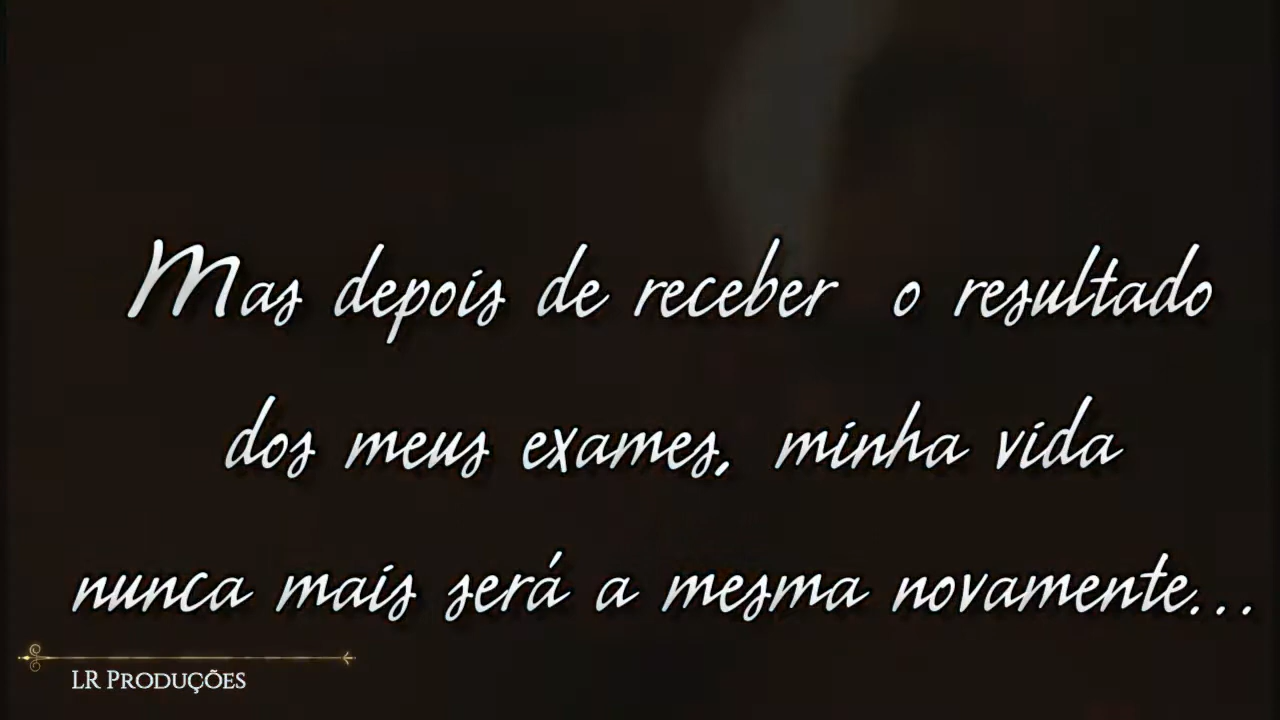 Mas depois de receber o resultado
dos meus exames, minha vida
nunca mais será a mesma novamente...
LR Produções